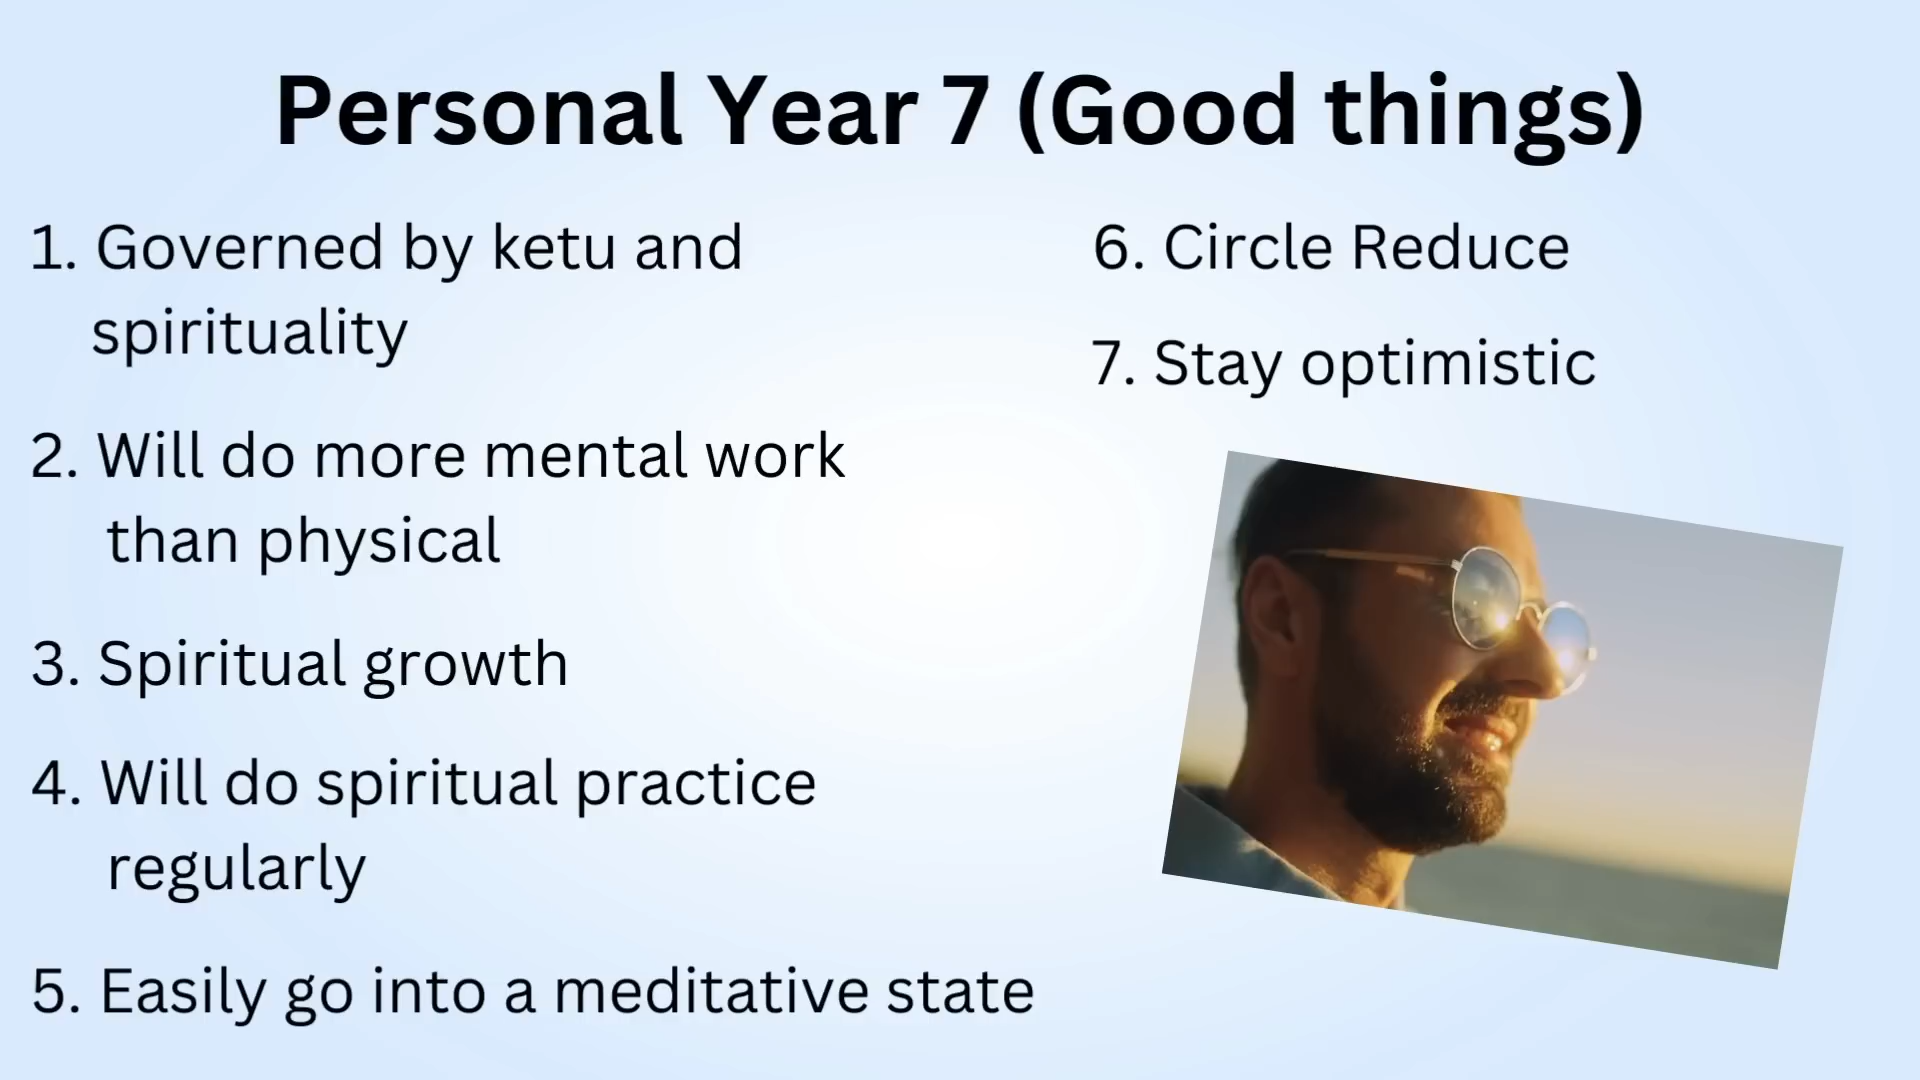 Personal Year 7 (Good things)
1. Governed by ketu and
spirituality
2. Will do more mental work
than physical
3. Spiritual growth
4. Will do spiritual practice
regularly
5. Easily go into a meditative state
6. Circle Reduce
7. Stay optimistic